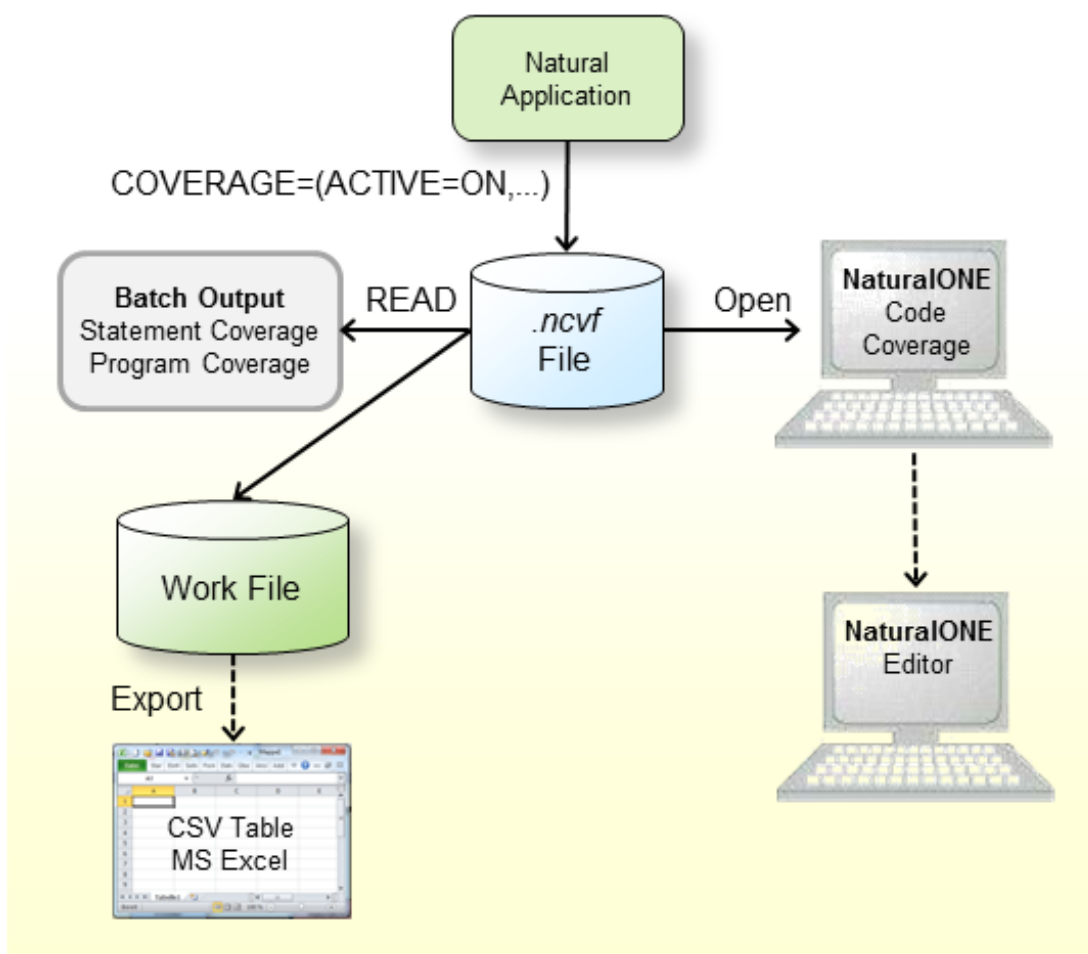 Natural
Application
COVERAGE=(ACTIVE=ON,...)
Batch Output
Statement Coverage
Program Coverage
READ
.ncvf
File
Open
NaturalONE
Code
Coverage
Work File
NaturalONE
Editor
Export
CSV Table
MS Excel